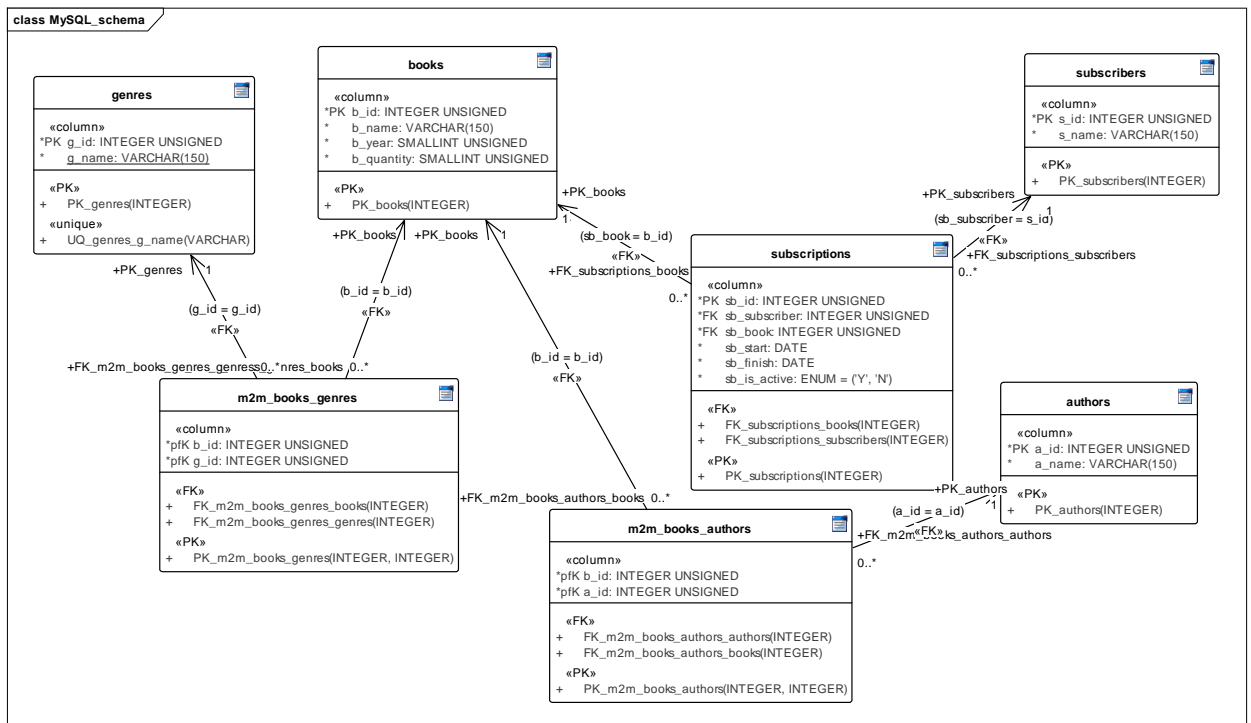 class MySQL_schema
genres
«column»
*PK g_id: INTEGER UNSIGNED
* g_name: VARCHAR(150)
«PK»
+ PK_genres(INTEGER)
«unique»
+ UQ_genres_g_name(VARCHAR)
books
«column»
*PK b_id: INTEGER UNSIGNED
* b_name: VARCHAR(150)
* b_year: SMALLINT UNSIGNED
* b_quantity: SMALLINT UNSIGNED
«PK»
+ PK_books(INTEGER)
subscribers
«column»
*PK s_id: INTEGER UNSIGNED
* s_name: VARCHAR(150)
«PK»
+ PK_subscribers(INTEGER)
+PK_books
1
(sb_book = b_id)
«FK»
+FK_subscriptions_books
0..*
+PK_subscribers
1
(sb_subscriber = s_id)
«FK»
+FK_subscriptions_subscribers
0..*
subscriptions
«column»
*PK sb_id: INTEGER UNSIGNED
*FK sb_subscriber: INTEGER UNSIGNED
*FK sb_book: INTEGER UNSIGNED
* sb_start: DATE
* sb_finish: DATE
* sb_is_active: ENUM = ('Y', 'N')
«FK»
+ FK_subscriptions_books(INTEGER)
+ FK_subscriptions_subscribers(INTEGER)
«PK»
+ PK_subscriptions(INTEGER)
+PK_genres
1
(g_id = g_id)
«FK»
+FK_m2m_books_genres_genres
0..*
+PK_books
(b_id = b_id)
«FK»
nres_books
0..*
+PK_books
1
(b_id = b_id)
«FK»
+FK_m2m_books_authors_books
0..*
m2m_books_genres
«column»
*pfK b_id: INTEGER UNSIGNED
*pfK g_id: INTEGER UNSIGNED
«FK»
+ FK_m2m_books_genres_books(INTEGER)
+ FK_m2m_books_genres_genres(INTEGER)
«PK»
+ PK_m2m_books_genres(INTEGER, INTEGER)
authors
«column»
*PK a_id: INTEGER UNSIGNED
* a_name: VARCHAR(150)
«PK»
+ PK_authors(INTEGER)
+PK_authors
1
(a_id = a_id)
«FK»
+FK_m2m_books_authors_authors
0..*
m2m_books_authors
«column»
*pfK b_id: INTEGER UNSIGNED
*pfK a_id: INTEGER UNSIGNED
«FK»
+ FK_m2m_books_authors_authors(INTEGER)
+ FK_m2m_books_authors_books(INTEGER)
«PK»
+ PK_m2m_books_authors(INTEGER, INTEGER)